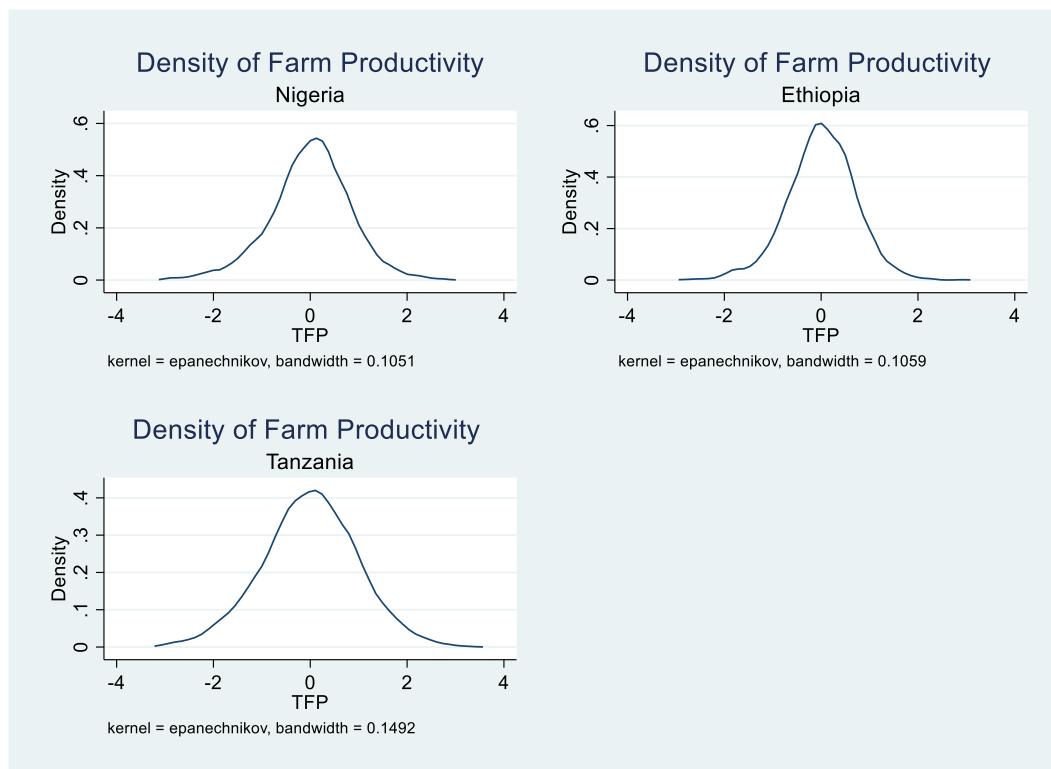 Density of Farm Productivity
Nigeria
Density
.6
.4
.2
0
-4 -2 0 2 4
TFP
kernel = epanechnikov, bandwidth = 0.1051
Density of Farm Productivity
Ethiopia
Density
.6
.4
.2
0
-4 -2 0 2 4
TFP
kernel = epanechnikov, bandwidth = 0.1059
Density of Farm Productivity
Tanzania
Density
.4
.3
.2
.1
0
-4 -2 0 2 4
TFP
kernel = epanechnikov, bandwidth = 0.1492